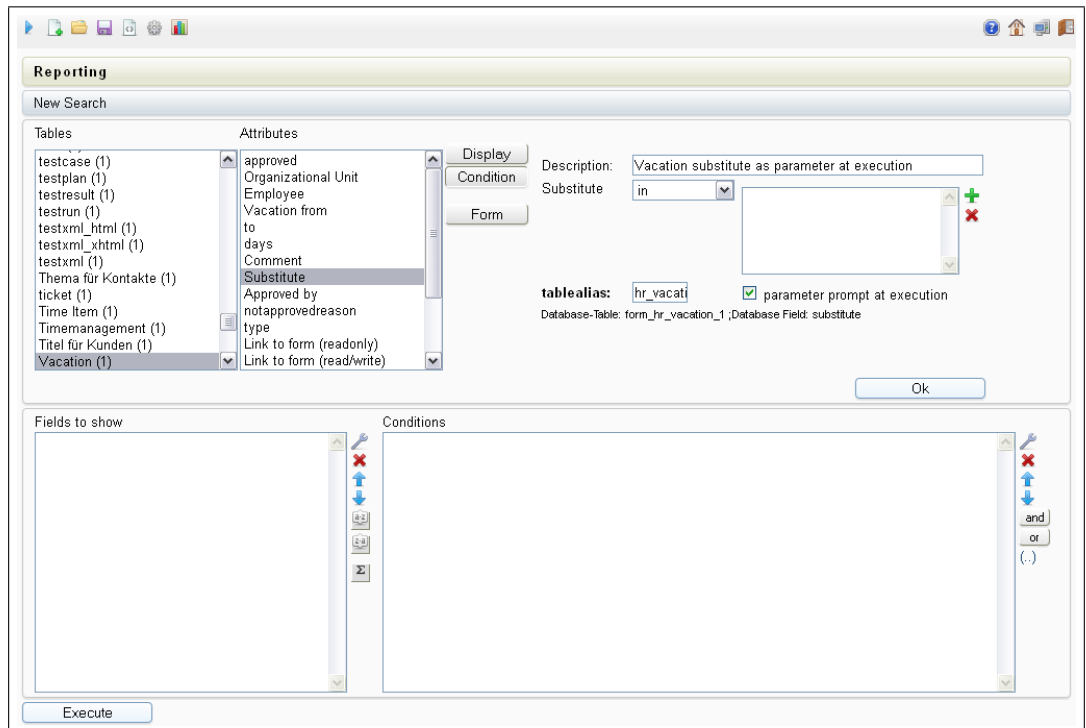 Reporting
New Search
Tables
Attributes
testcase (1)
testplan (1)
testresult (1)
testrun (1)
testxml_html (1)
testxml_xhtml (1)
testxml (1)
Thema für Kontakte (1)
ticket (1)
Time Item (1)
Timemanagement (1)
Titel für Kunden (1)
Vacation (1)
approved
Organizational Unit
Employee
Vacation from
to
days
Comment
Substitute
Approved by
notapprovedreason
type
Link to form (readonly)
Link to form (read/write)
Display
Condition
Form
Description: Vacation substitute as parameter at execution
Substitute in
tablealias: hr_vacati parameter prompt at execution
Database-Table: form_hr_vacation_1 ;Database Field: substitute
Ok
Fields to show
Conditions
a-z
z-a
Σ
and
or
(..)
Execute